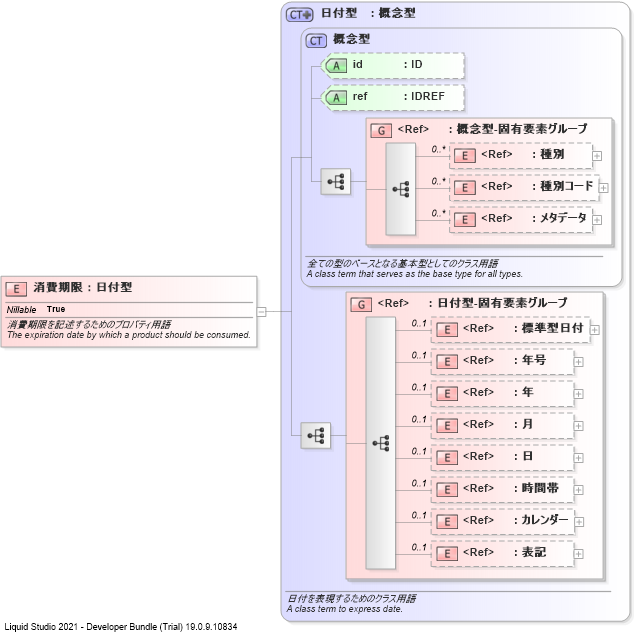 CT 日付型 : 概念型
CT 概念型
A id : ID
A ref : IDREF
G <Ref> : 概念型-固有要素グループ
0..* E <Ref> : 種別
0..* E <Ref> : 種別コード
0..* E <Ref> : メタデータ
全ての型のベースとなる基本型としてのクラス用語
A class term that serves as the base type for all types.
E 消費期限 : 日付型
Nillable True
消費期限を記述するためのプロパティ用語
The expiration date by which a product should be consumed.
G <Ref> : 日付型-固有要素グループ
0..1 E <Ref> : 標準型日付
0..1 E <Ref> : 年号
0..1 E <Ref> : 年
0..1 E <Ref> : 月
0..1 E <Ref> : 日
0..1 E <Ref> : 時間帯
0..1 E <Ref> : カレンダー
0..1 E <Ref> : 表記
日付を表現するためのクラス用語
A class term to express date.
Liquid Studio 2021 - Developer Bundle (Trial) 19.0.9.10834